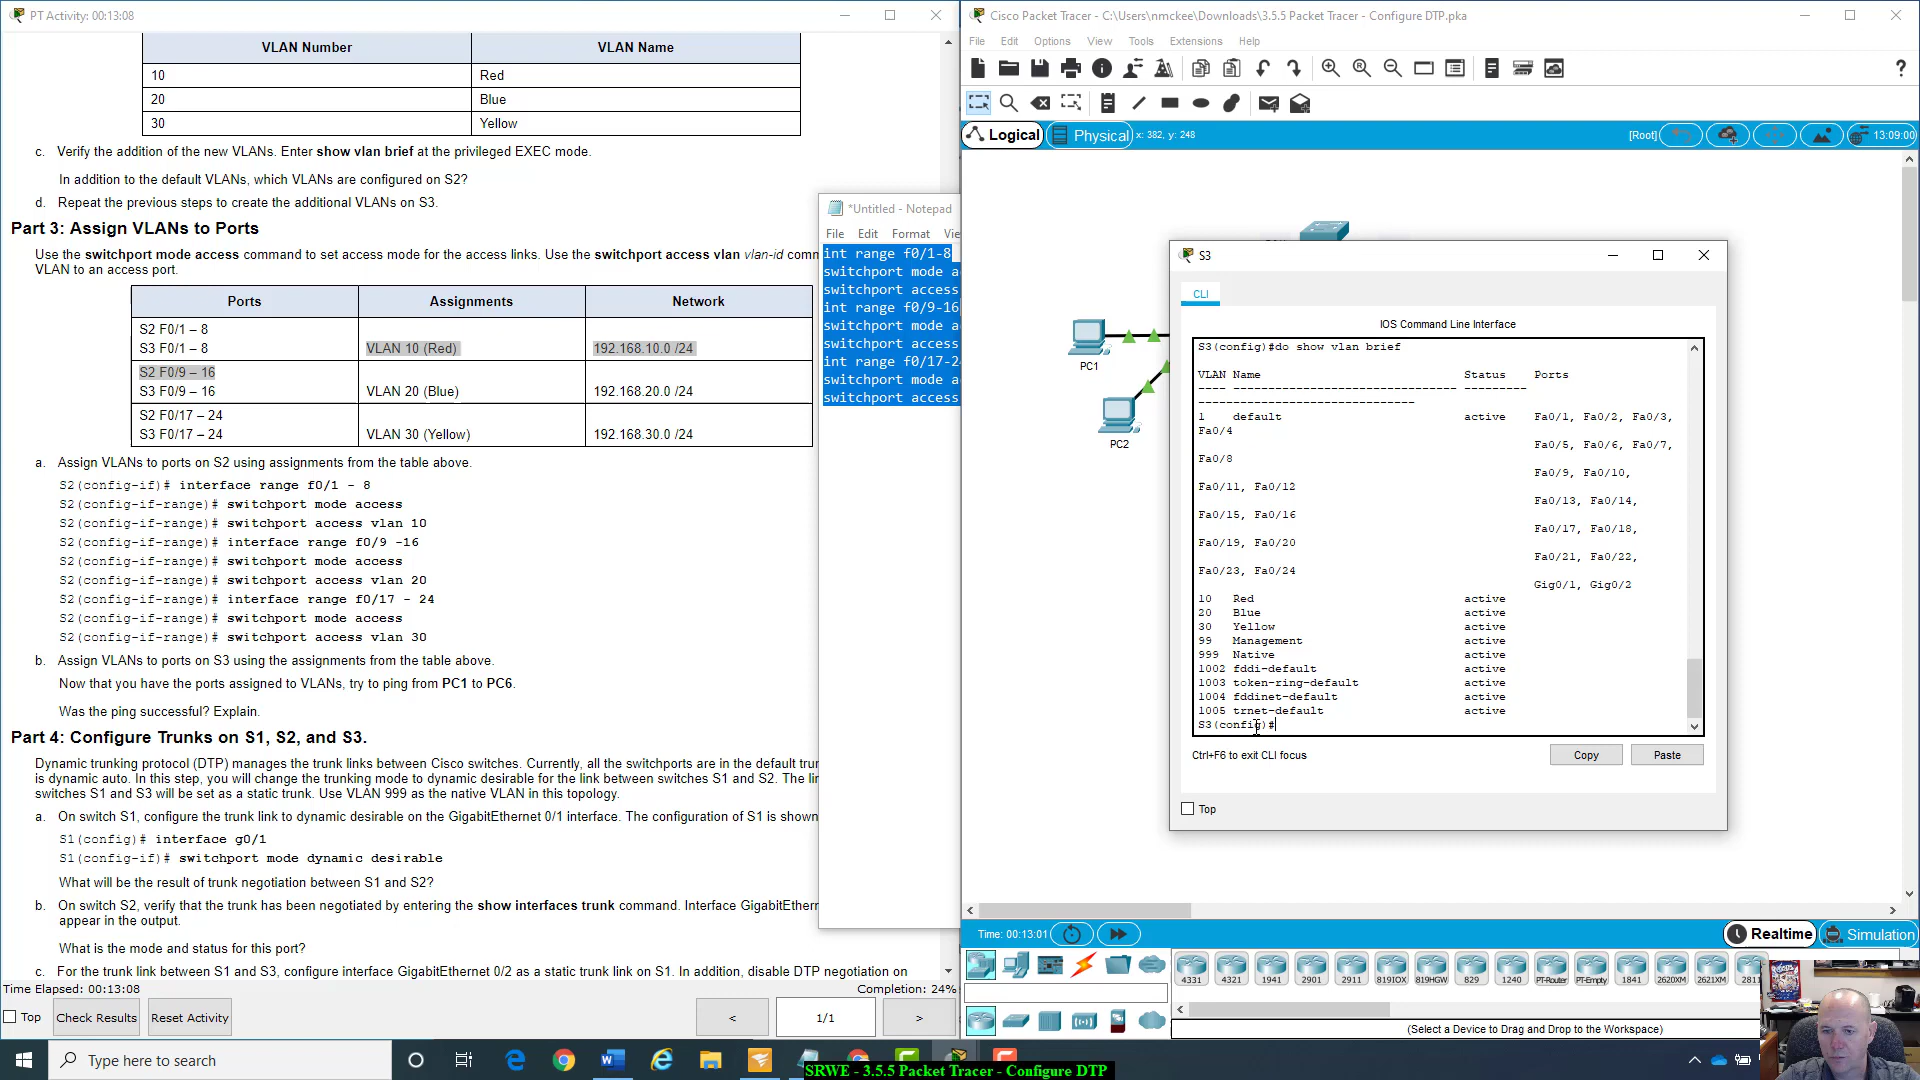 PT Activity: 00:13:08
VLAN Number VLAN Name
10 Red
20 Blue
30 Yellow
c. Verify the addition of the new VLANs. Enter show vlan brief at the privileged EXEC mode.
In addition to the default VLANs, which VLANs are configured on S2?
d. Repeat the previous steps to create the additional VLANs on S3.
Part 3: Assign VLANs to Ports
Use the switchport mode access command to set access mode for the access links. Use the switchport access vlan vlan-id comm
VLAN to an access port.
Ports Assignments Network
S2 F0/1 – 8
S3 F0/1 – 8 VLAN 10 (Red) 192.168.10.0 /24
S2 F0/9 – 16
S3 F0/9 – 16 VLAN 20 (Blue) 192.168.20.0 /24
S2 F0/17 – 24
S3 F0/17 – 24 VLAN 30 (Yellow) 192.168.30.0 /24
a. Assign VLANs to ports on S2 using assignments from the table above.
S2(config-if)# interface range f0/1 - 8
S2(config-if-range)# switchport mode access
S2(config-if-range)# switchport access vlan 10
S2(config-if-range)# interface range f0/9 -16
S2(config-if-range)# switchport mode access
S2(config-if-range)# switchport access vlan 20
S2(config-if-range)# interface range f0/17 - 24
S2(config-if-range)# switchport mode access
S2(config-if-range)# switchport access vlan 30
b. Assign VLANs to ports on S3 using the assignments from the table above.
Now that you have the ports assigned to VLANs, try to ping from PC1 to PC6.
Was the ping successful? Explain.
Part 4: Configure Trunks on S1, S2, and S3.
Dynamic trunking protocol (DTP) manages the trunk links between Cisco switches. Currently, all the switchports are in the default trun
is dynamic auto. In this step, you will change the trunking mode to dynamic desirable for the link between switches S1 and S2. The lin
switches S1 and S3 will be set as a static trunk. Use VLAN 999 as the native VLAN in this topology.
a. On switch S1, configure the trunk link to dynamic desirable on the GigabitEthernet 0/1 interface. The configuration of S1 is shown
S1(config)# interface g0/1
S1(config-if)# switchport mode dynamic desirable
What will be the result of trunk negotiation between S1 and S2?
b. On switch S2, verify that the trunk has been negotiated by entering the show interfaces trunk command. Interface GigabitEther
appear in the output.
What is the mode and status for this port?
c. For the trunk link between S1 and S3, configure interface GigabitEthernet 0/2 as a static trunk link on S1. In addition, disable DTP negotiation on
Time Elapsed: 00:13:08 Completion: 24%
Top Check Results Reset Activity < 1/1 >
*Untitled - Notepad
File Edit Format Vie
int range f0/1-8
switchport mode a
switchport access
int range f0/9-16
switchport mode a
switchport access
int range f0/17-2
switchport mode a
switchport access
Cisco Packet Tracer - C:\Users\nmckee\Downloads\3.5.5 Packet Tracer - Configure DTP.pka
File Edit Options View Tools Extensions Help
?
Logical Physical x: 382, y: 248 [Root] 13:09:00
PC1
PC2
S3
CLI
IOS Command Line Interface
S3(config)#do show vlan brief
VLAN Name Status Ports
---- -------------------------------- ---------
-------------------------------
1 default active Fa0/1, Fa0/2, Fa0/3,
Fa0/4
Fa0/5, Fa0/6, Fa0/7,
Fa0/8
Fa0/9, Fa0/10,
Fa0/11, Fa0/12
Fa0/13, Fa0/14,
Fa0/15, Fa0/16
Fa0/17, Fa0/18,
Fa0/19, Fa0/20
Fa0/21, Fa0/22,
Fa0/23, Fa0/24
Gig0/1, Gig0/2
10 Red active
20 Blue active
30 Yellow active
99 Management active
999 Native active
1002 fddi-default active
1003 token-ring-default active
1004 fddinet-default active
1005 trnet-default active
S3(config)#
Ctrl+F6 to exit CLI focus Copy Paste
Top
Time: 00:13:01 Realtime Simulation
4331 4321 1941 2901 2911 819IOX 819HGW 829 1240 PT-Router PT-Empty 1841 2620XM 2621XM 2811
(Select a Device to Drag and Drop to the Workspace)
Type here to search
SRWE - 3.5.5 Packet Tracer - Configure DTP